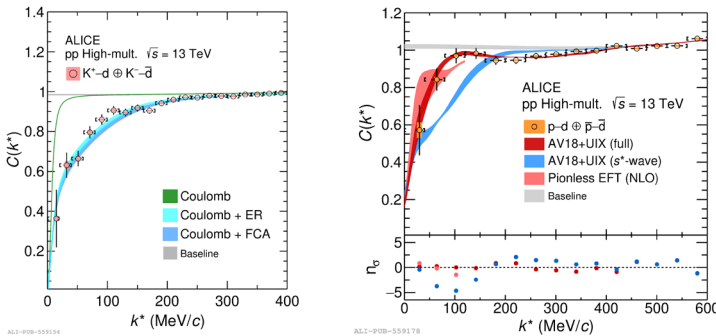 1.4
1.2
1.0
0.8
0.6
0.4
0.2
C(k*)
ALICE
pp High-mult. √s = 13 TeV
K⁺–d ⊕ K⁻–d̅
Coulomb
Coulomb + ER
Coulomb + FCA
Baseline
0 100 200 300 400
k* (MeV/c)
ALI-PUB-559154
1.2
1
0.8
0.6
0.4
0.2
C(k*)
ALICE
pp High-mult. √s = 13 TeV
p–d ⊕ p̅–d̅
AV18+UIX (full)
AV18+UIX (s*-wave)
Pionless EFT (NLO)
Baseline
5
0
−5
nσ
0 100 200 300 400 500 600
k* (MeV/c)
ALI-PUB-559178